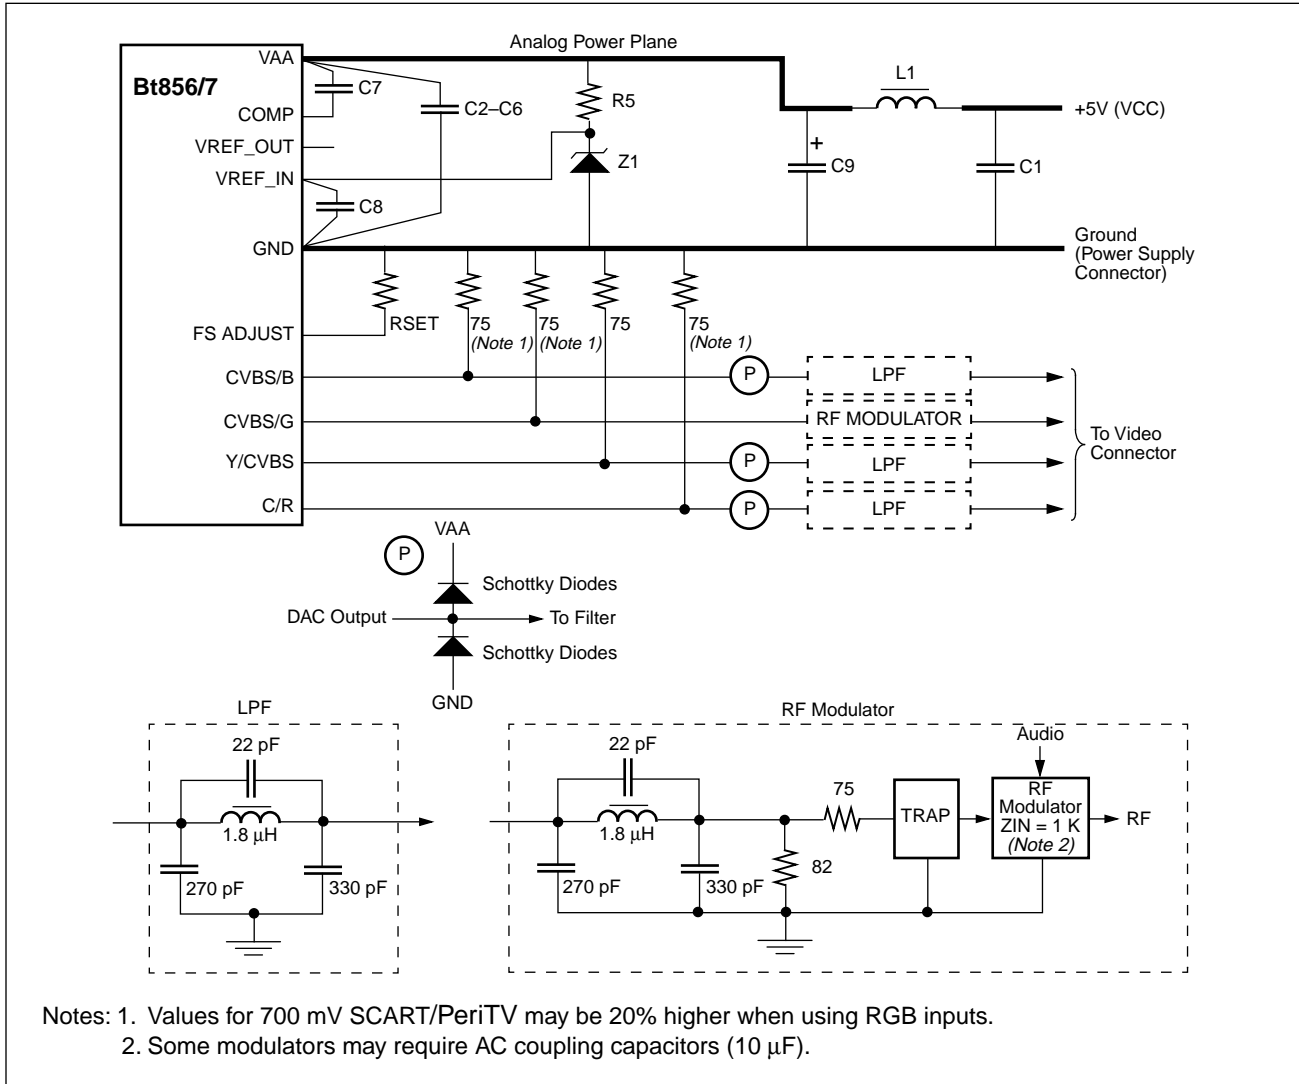 Analog Power Plane
Bt856/7
VAA
COMP
VREF_OUT
VREF_IN
GND
FS ADJUST
CVBS/B
CVBS/G
Y/CVBS
C/R
C7
C2–C6
C8
R5
Z1
L1
+5V (VCC)
+
C9
C1
Ground
(Power Supply
Connector)
RSET
75
(Note 1)
75
(Note 1)
75
75
(Note 1)
P
LPF
RF MODULATOR
P
LPF
P
LPF
To Video
Connector
P
VAA
Schottky Diodes
DAC Output
To Filter
Schottky Diodes
GND
LPF
22 pF
1.8 μH
270 pF
330 pF
RF Modulator
22 pF
1.8 μH
270 pF
330 pF
82
75
TRAP
Audio
RF
Modulator
ZIN = 1 K
(Note 2)
RF
Notes: 1. Values for 700 mV SCART/PeriTV may be 20% higher when using RGB inputs.
2. Some modulators may require AC coupling capacitors (10 μF).